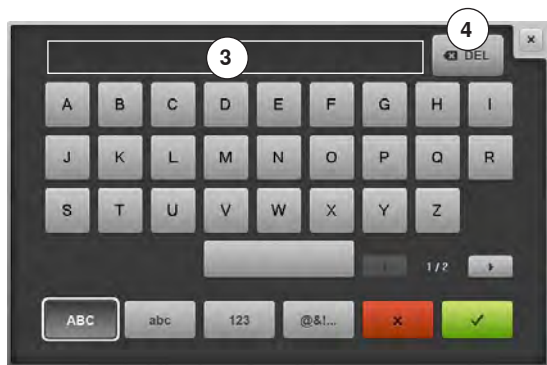 3
4
DEL
×
A B C D E F G H I
J K L M N O P Q R
S T U V W X Y Z
1/2
ABC abc 123 @&!... × ✓